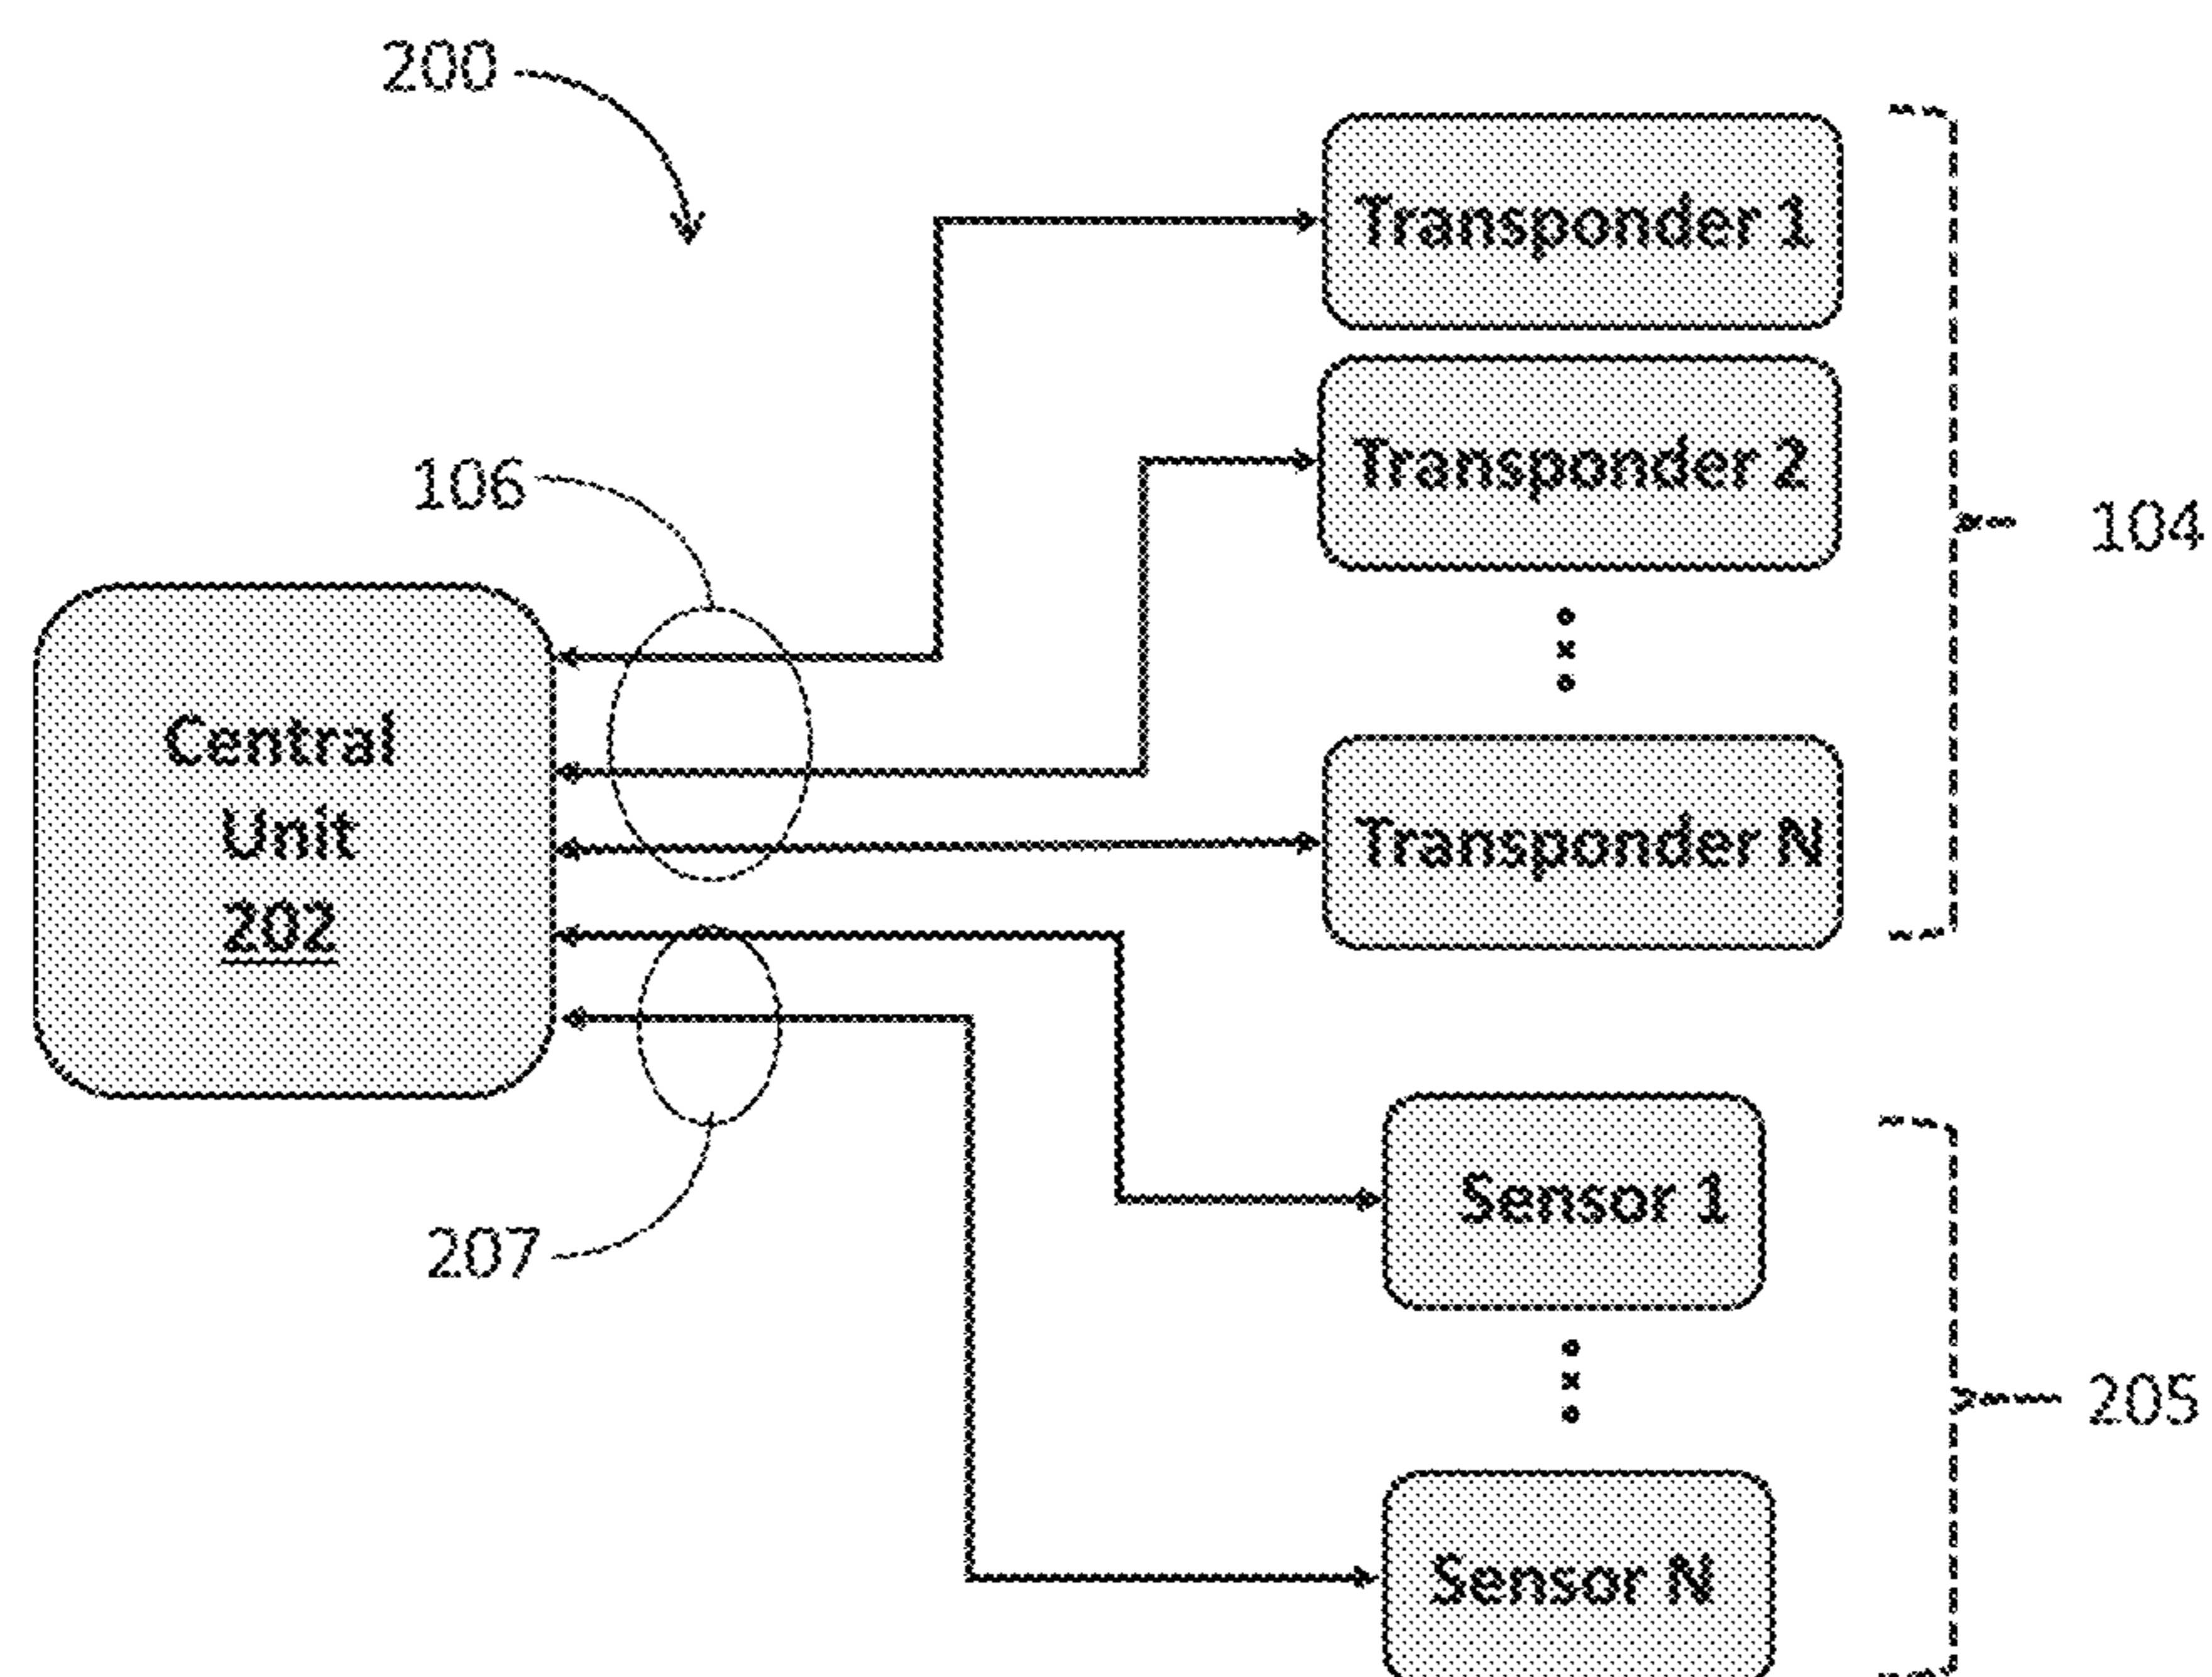 200
Transponder 1
106
Transponder 2
104
Central
Unit
202
Transponder N
207
Sensor 1
205
Sensor N